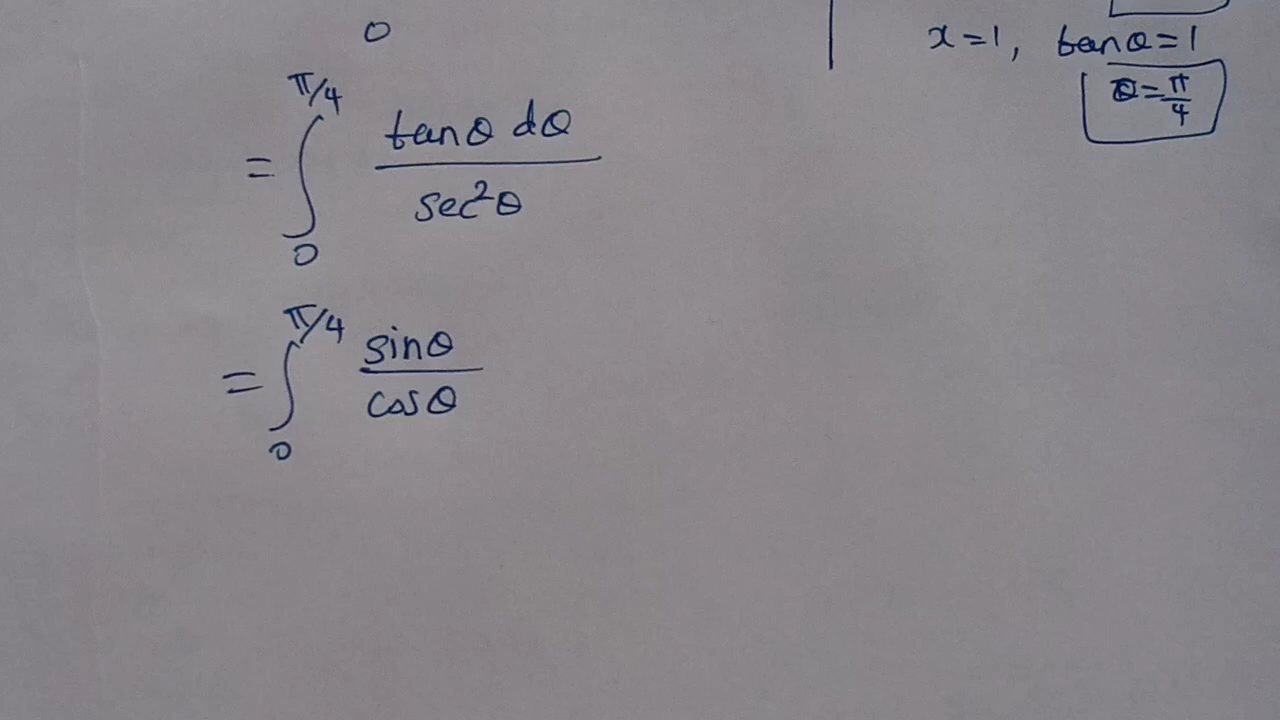 0
x=1, tanθ=1
θ=π/4
π/4
= ∫ tanθ dθ / sec²θ
0
π/4
= ∫ sinθ / cosθ
0